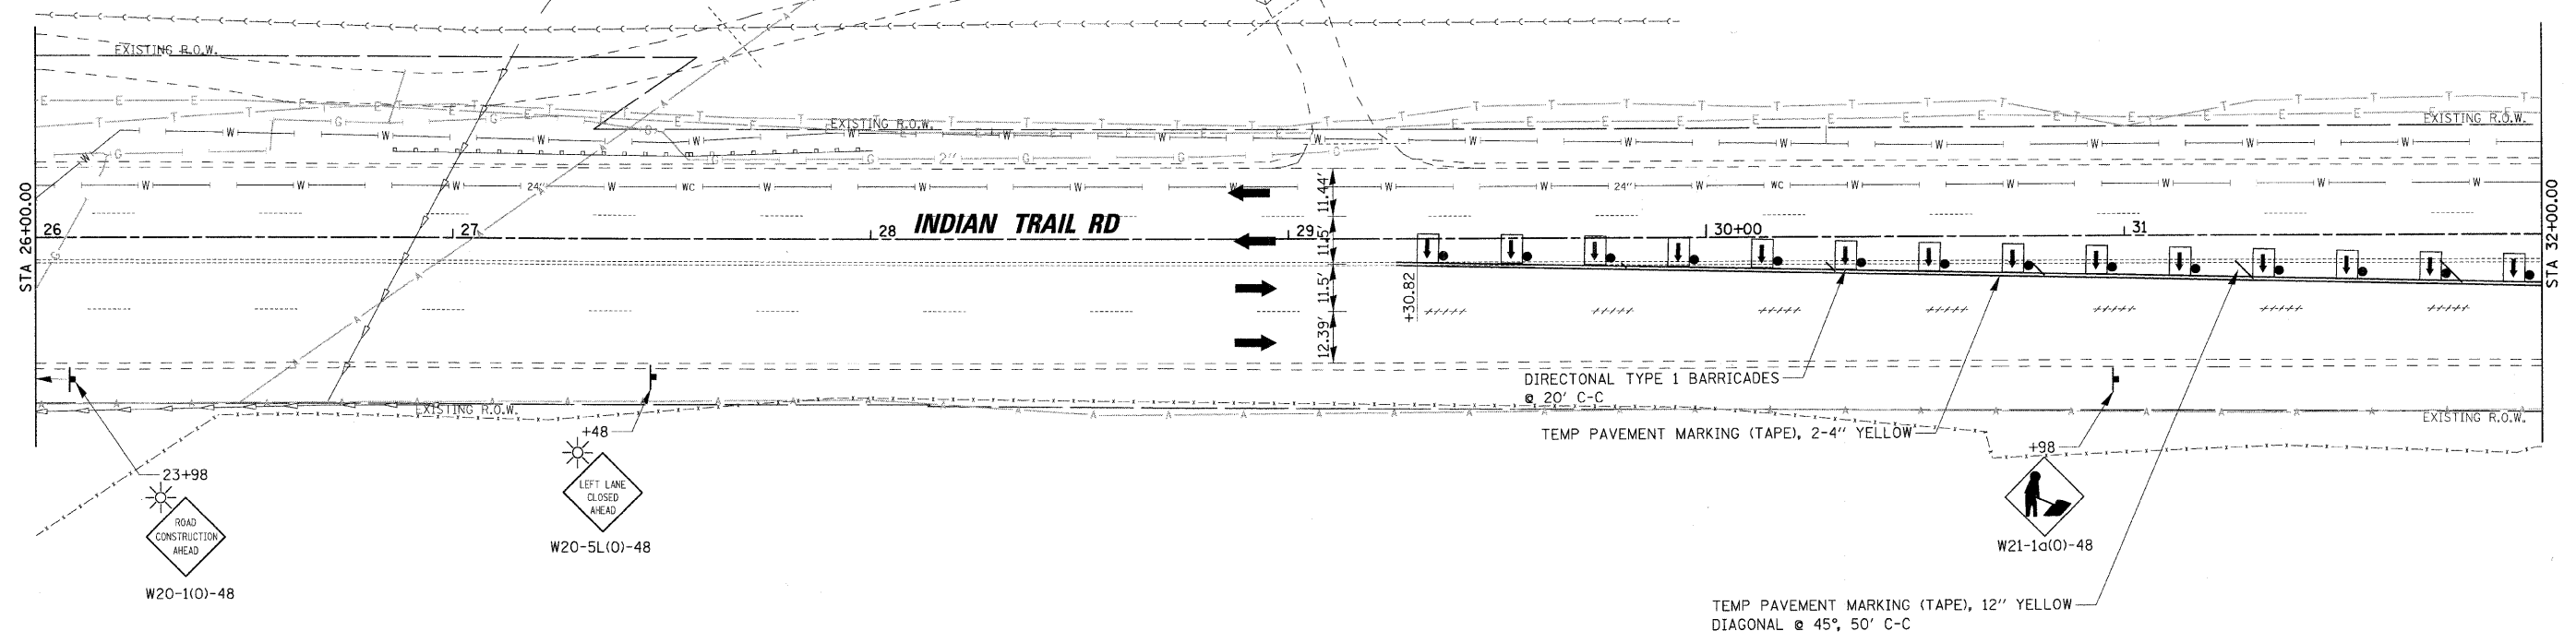 EXISTING R.O.W.
E E E E T E T E T E T E T E
T T T T T T T T T T T
EXISTING R.O.W.
EXISTING R.O.W.
W W W W W W W W W W W W W W
G G G G 2" G G G
W W W 24" W WC W W W W W W 24" W WC W W W W W
STA 26+00.00
26
27
28
INDIAN TRAIL RD
29
30+00
31
STA 32+00.00
11.44'
11.5'
11.5'
12.39'
+30.82
DIRECTONAL TYPE 1 BARRICADES
@ 20' C-C
EXISTING R.O.W.
EXISTING R.O.W.
TEMP PAVEMENT MARKING (TAPE), 2-4" YELLOW
+48
+98
23+98
LEFT LANE
CLOSED
AHEAD
W20-5L(O)-48
ROAD
CONSTRUCTION
AHEAD
W20-1(O)-48
W21-1a(O)-48
TEMP PAVEMENT MARKING (TAPE), 12" YELLOW
DIAGONAL @ 45°, 50' C-C